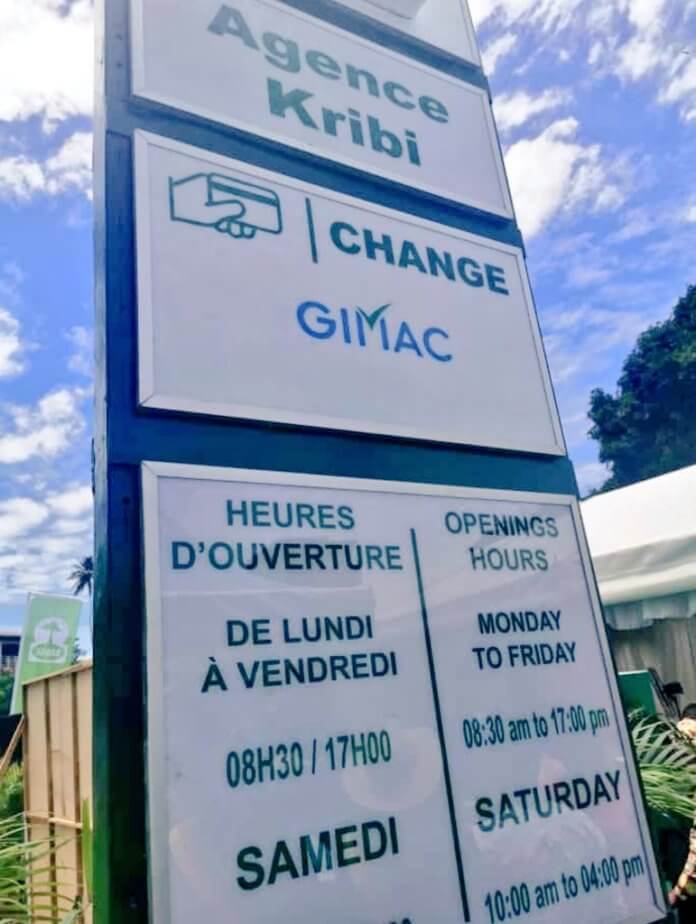 Agence
Kribi
CHANGE
GIMAC
HEURES
D'OUVERTURE
DE LUNDI
À VENDREDI
08H30 / 17H00
SAMEDI
OPENINGS
HOURS
MONDAY
TO FRIDAY
08:30 am to 17:00 pm
SATURDAY
10:00 am to 04:00 pm